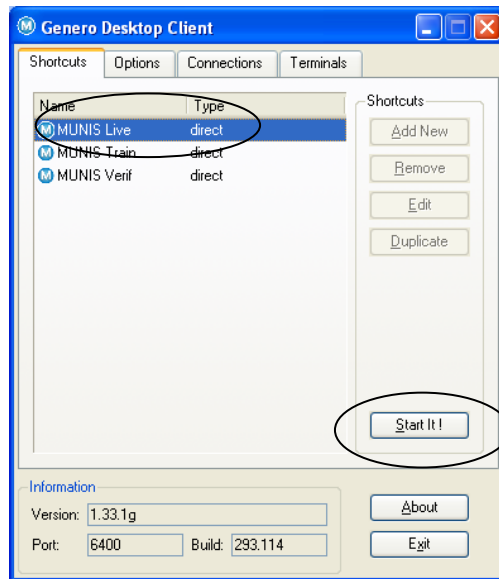 Genero Desktop Client
Shortcuts Options Connections Terminals
Name Type
MUNIS Live direct
MUNIS Train direct
MUNIS Verif direct
Shortcuts
Add New
Remove
Edit
Duplicate
Start It !
Information
Version: 1.33.1g
Port: 6400 Build: 293.114
About
Exit